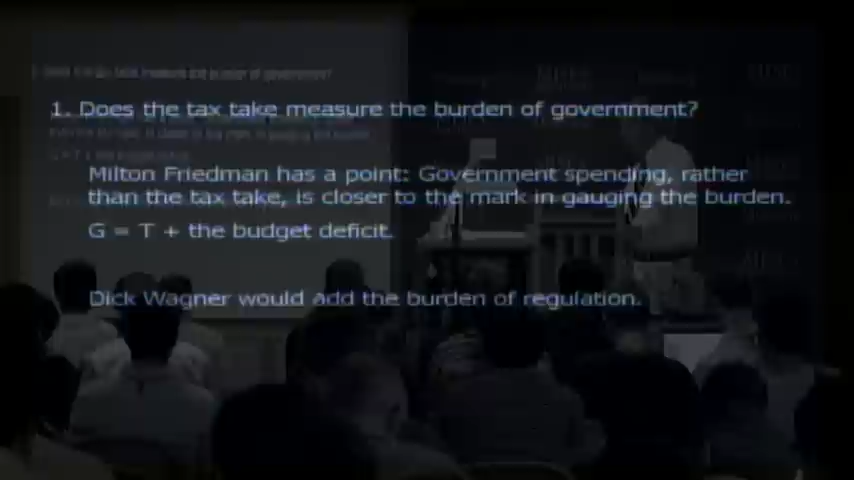 1. Does the tax take measure the burden of government?
Milton Friedman has a point: Government spending, rather
than the tax take, is closer to the mark in gauging the burden.
G = T + the budget deficit.
Dick Wagner would add the burden of regulation.